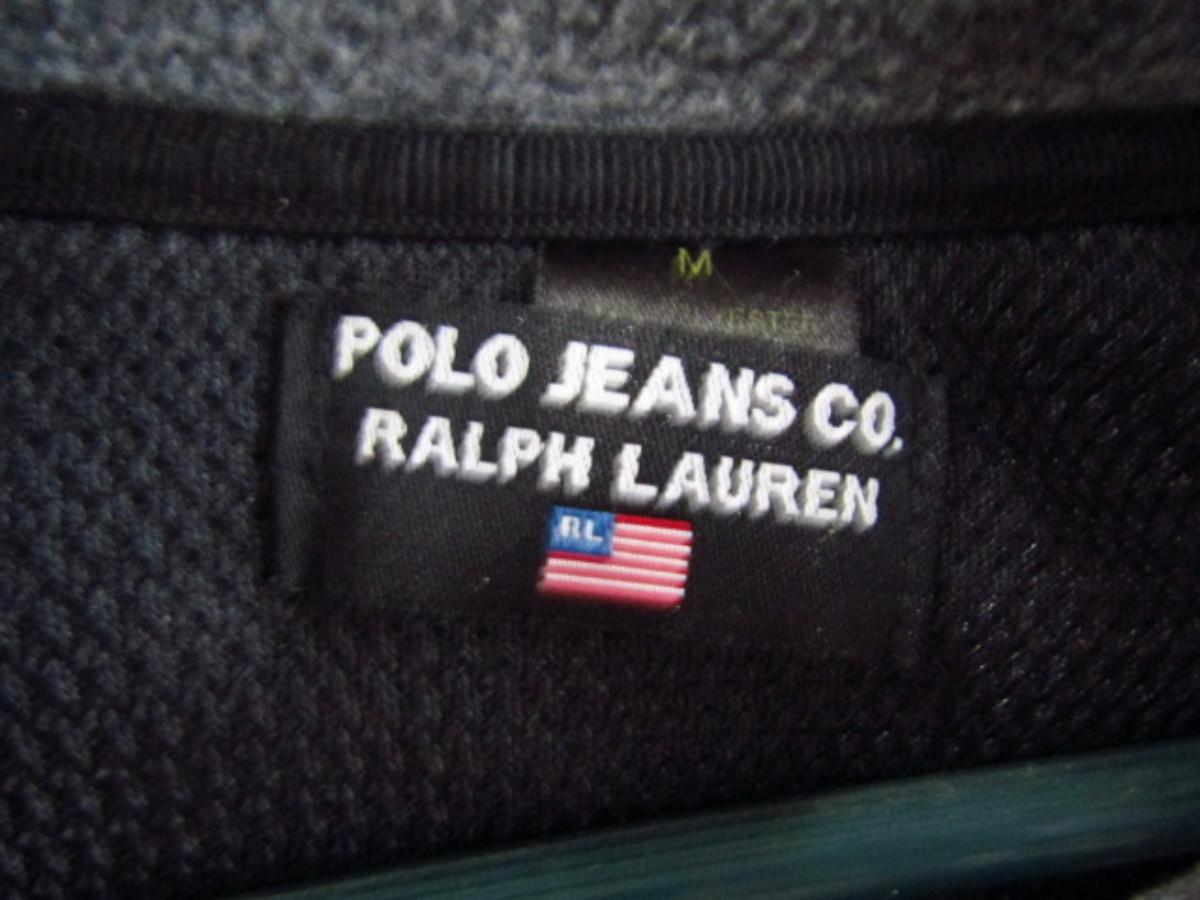 M
POLO JEANS CO.
RALPH LAUREN
RL